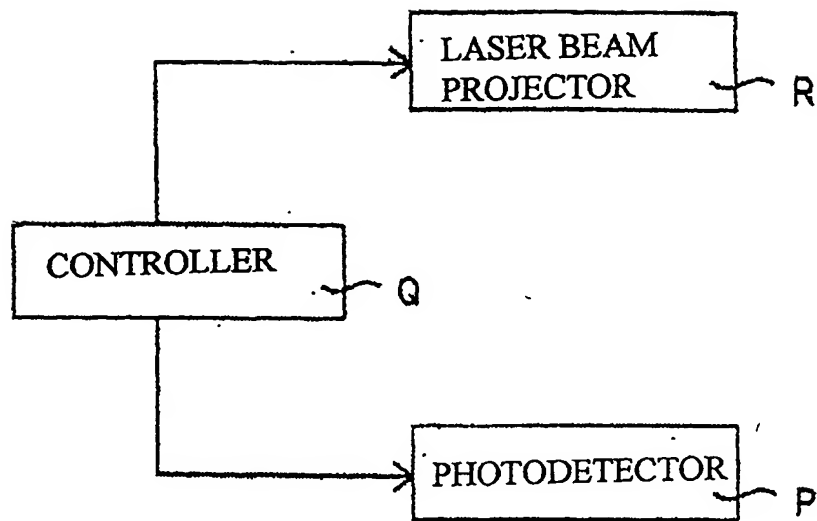 LASER BEAM
PROJECTOR
R
CONTROLLER
Q
PHOTODETECTOR
P